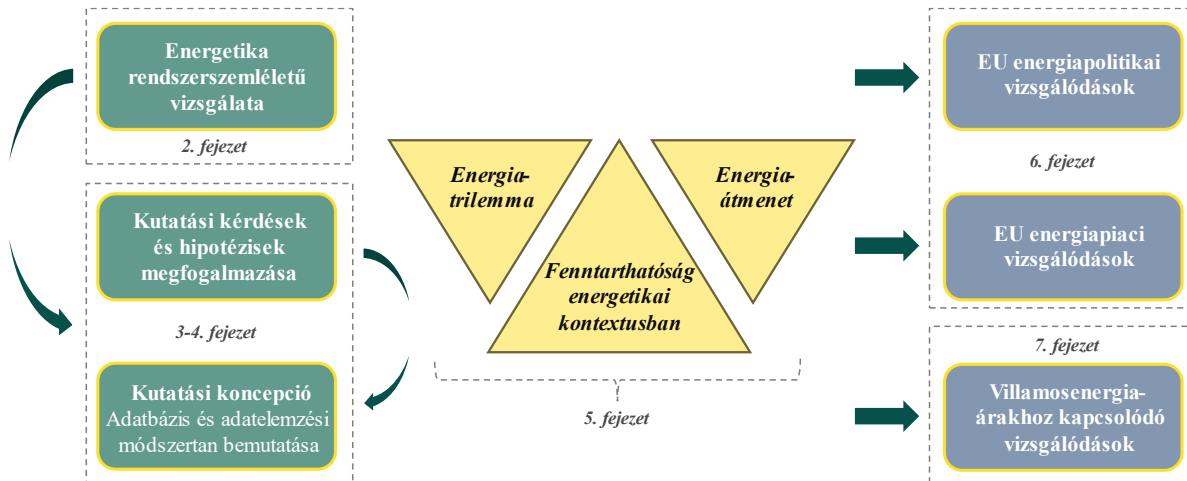 Energetika
rendszerszemléletű
vizsgálata
2. fejezet
Kutatási kérdések
és hipotézisek
megfogalmazása
3-4. fejezet
Kutatási koncepció
Adatbázis és adatelemzési
módszertan bemutatása
Energia-
trilemma
Fenntarthatóság
energetikai
kontextusban
Energia-
átmenet
5. fejezet
EU energiapolitikai
vizsgálódások
6. fejezet
EU energiapiaci
vizsgálódások
7. fejezet
Villamosenergia-
árakhoz kapcsolódó
vizsgálódások